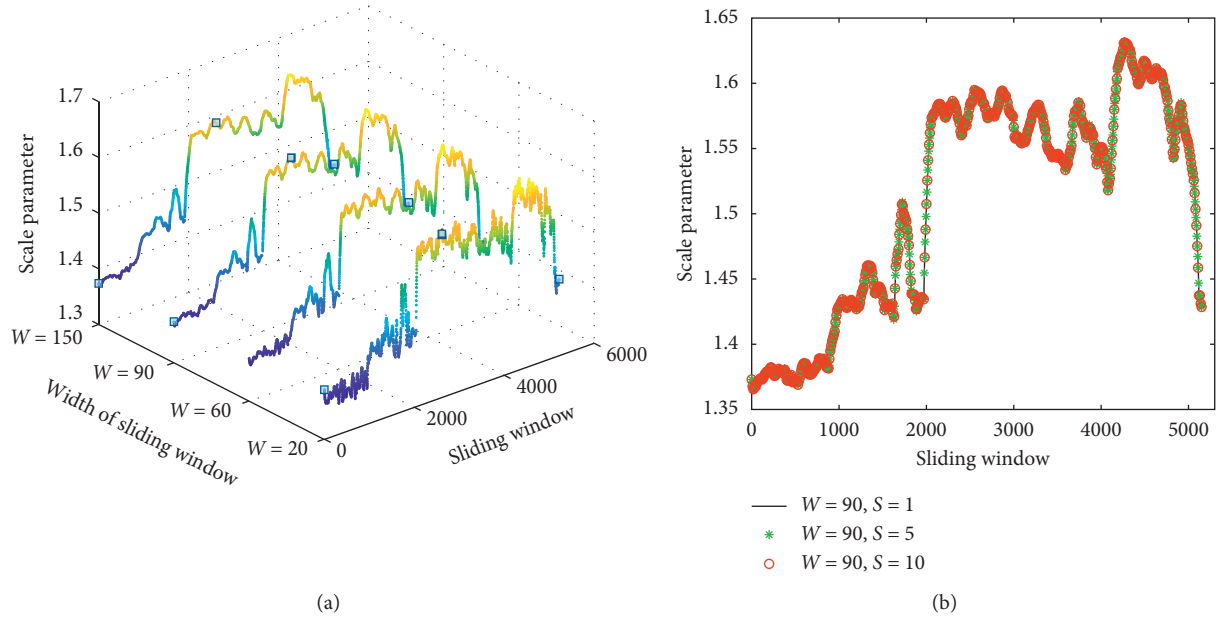 1.7
1.6
1.5
1.4
1.3
Scale parameter
W = 150
W = 90
W = 60
W = 20
Width of sliding window
0
2000
4000
6000
Sliding window
(a)
1.65
1.6
1.55
1.5
1.45
1.4
1.35
Scale parameter
0 1000 2000 3000 4000 5000
Sliding window
W = 90, S = 1
W = 90, S = 5
W = 90, S = 10
(b)